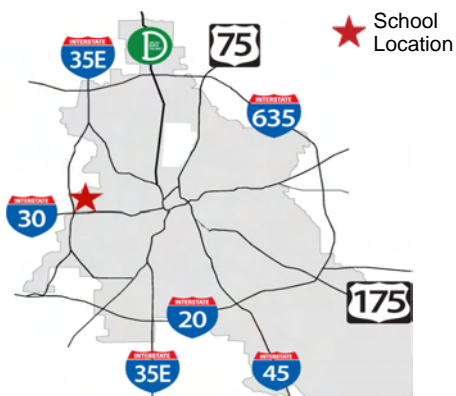 School
Location
INTERSTATE
35E
D
75
INTERSTATE
635
INTERSTATE
30
175
INTERSTATE
20
INTERSTATE
35E
INTERSTATE
45